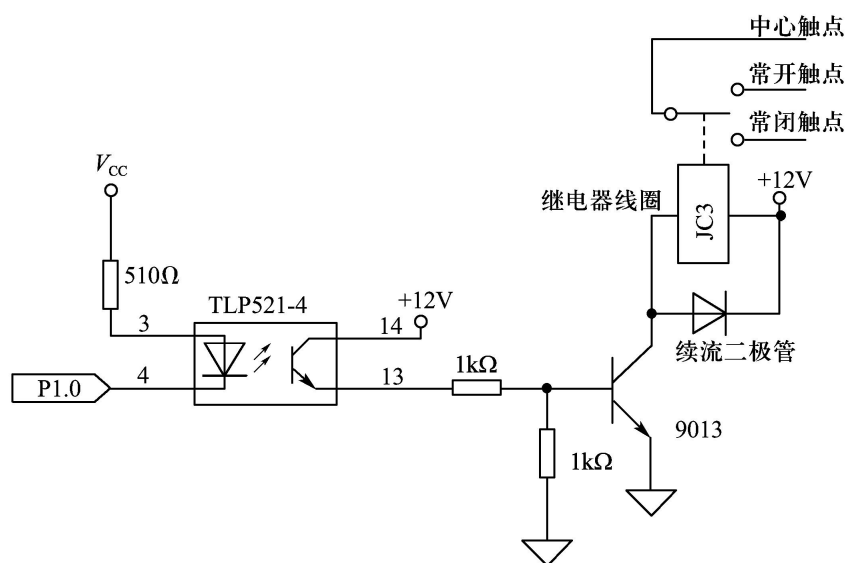 中心触点
常开触点
常闭触点
V_CC
+12V
继电器线圈
JC3
510Ω
TLP521-4
+12V
3
14
续流二极管
1kΩ
P1.0
4
13
9013
1kΩ